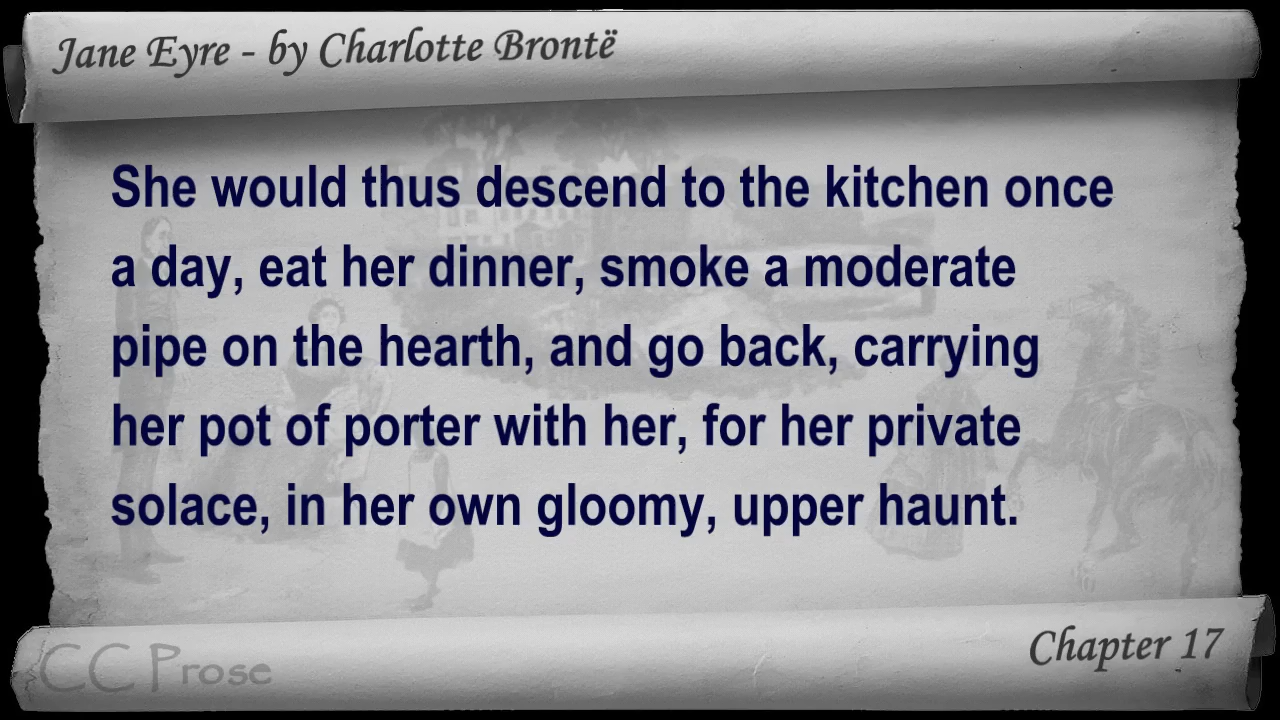 Jane Eyre - by Charlotte Brontë
She would thus descend to the kitchen once
a day, eat her dinner, smoke a moderate
pipe on the hearth, and go back, carrying
her pot of porter with her, for her private
solace, in her own gloomy, upper haunt.
Chapter 17
CC Prose